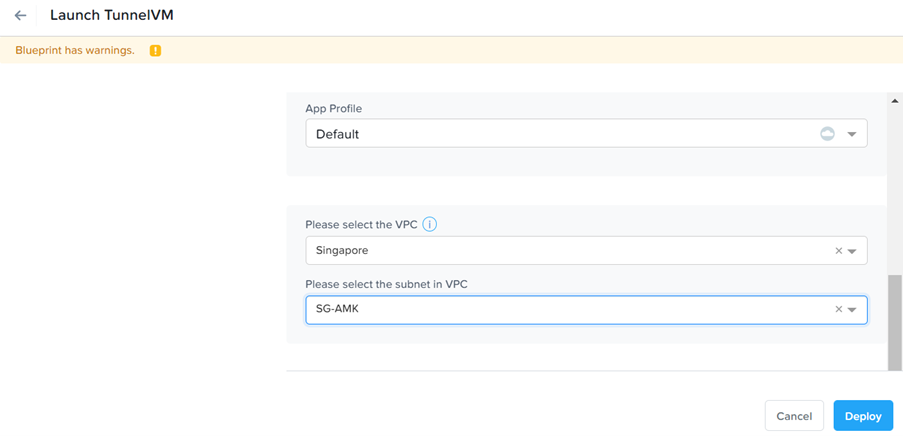 Launch TunnelVM
Blueprint has warnings.
App Profile
Default
Please select the VPC
Singapore
Please select the subnet in VPC
SG-AMK
Cancel
Deploy